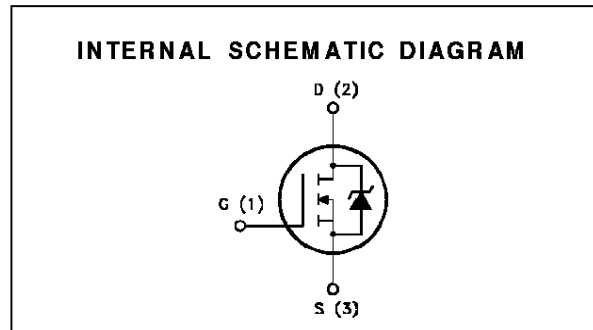 INTERNAL SCHEMATIC DIAGRAM
D (2)
G (1)
S (3)